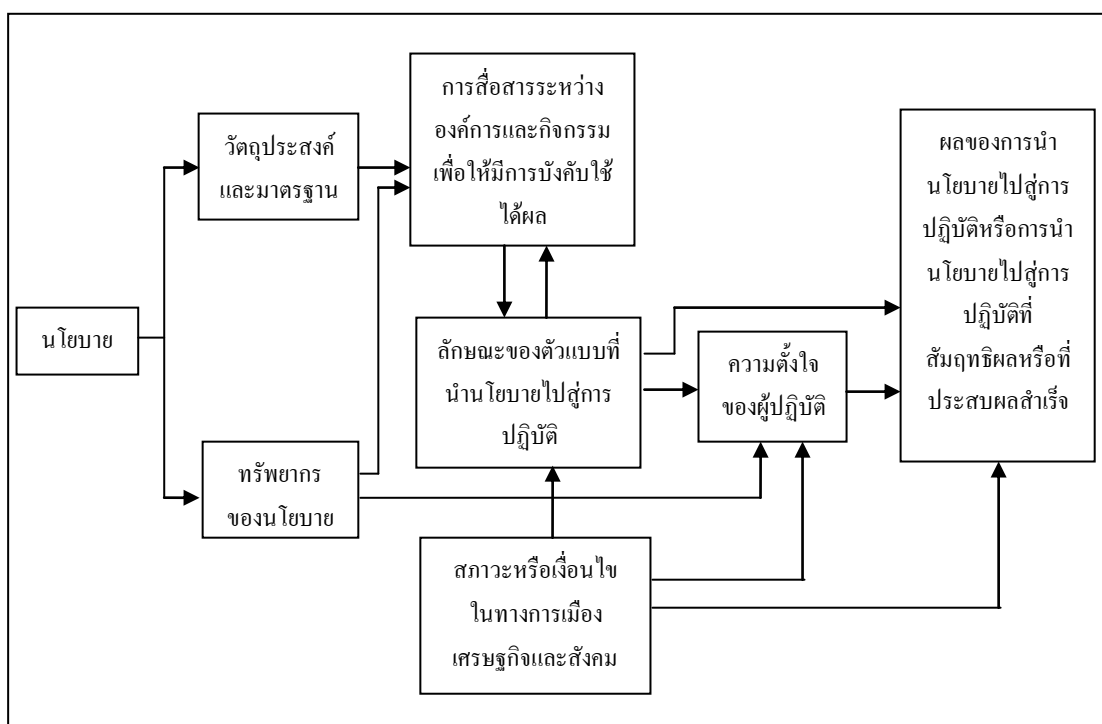 นโยบาย
วัตถุประสงค์
และมาตรฐาน
ทรัพยากร
ของนโยบาย
การสื่อสารระหว่าง
องค์การและกิจกรรม
เพื่อให้มีการบังคับใช้
ได้ผล
ลักษณะของตัวแบบที่
นำนโยบายไปสู่การ
ปฏิบัติ
สภาวะหรือเงื่อนไข
ในทางการเมือง
เศรษฐกิจและสังคม
ความตั้งใจ
ของผู้ปฏิบัติ
ผลของการนำ
นโยบายไปสู่การ
ปฏิบัติหรือการนำ
นโยบายไปสู่การ
ปฏิบัติที่
สัมฤทธิผลหรือที่
ประสบผลสำเร็จ